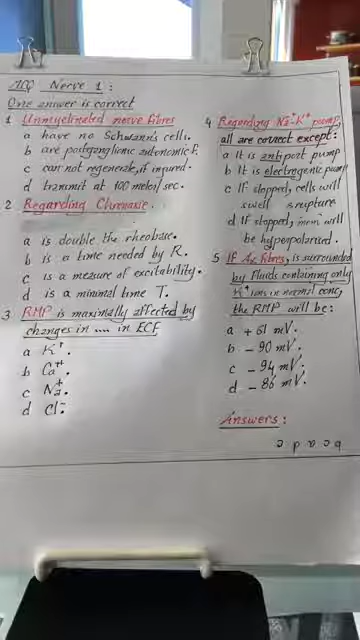 MCQ Nerve 1:
One answer is correct
1 Unmyelinated nerve fibres
a have no Schwann's cells.
b are postganglionic autonomic f.
c can not regenerate, if injured.
d transmit at 100 meter/sec.
2 Regarding Chronaxie.
a is double the rheobase.
b is a time needed by R.
c is a measure of excitability.
d is a minimal time T.
3 RMP is maximally affected by
changes in .... in ECF
a K⁺.
b Ca⁺⁺.
c Na⁺.
d Cl⁻.
4 Regarding Na⁺-K⁺ pump,
all are correct except:
a It is antiport pump
b It is electrogenic pump
c If stopped, cells will
swell & rupture
d If stopped, mem will
be hyperpolarised.
5 If Aα fibres, is surrounded
by fluids containing only
K⁺ ions in normal conc,
the RMP will be:
a + 61 mV.
b - 90 mV.
c - 94 mV.
d - 86 mV.
Answers:
b c a d c